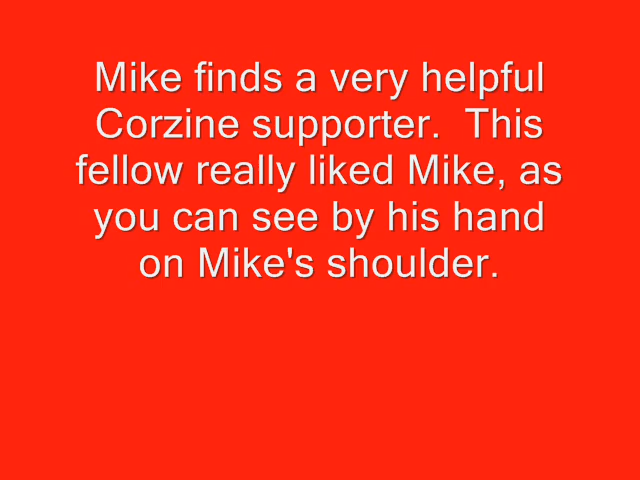 Mike finds a very helpful
Corzine supporter.  This
fellow really liked Mike, as
you can see by his hand
on Mike's shoulder.